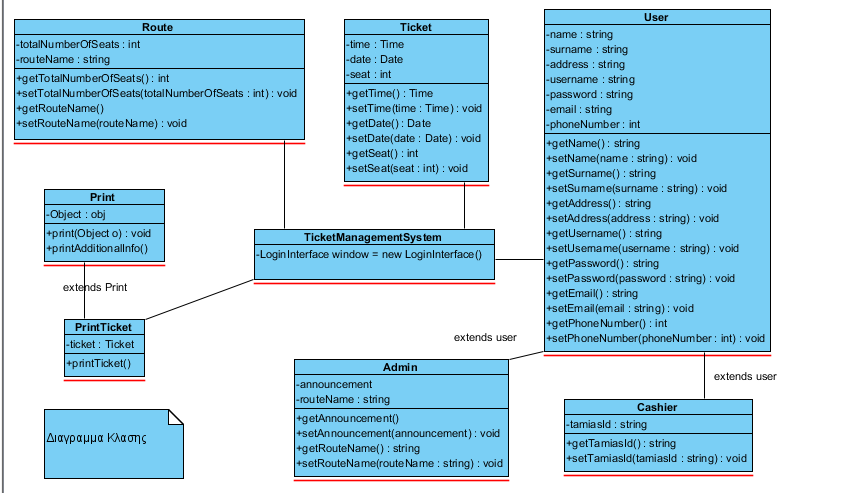 Route
-totalNumberOfSeats : int
-routeName : string
+getTotalNumberOfSeats() : int
+setTotalNumberOfSeats(totalNumberOfSeats : int) : void
+getRouteName()
+setRouteName(routeName) : void
Ticket
-time : Time
-date : Date
-seat : int
+getTime() : Time
+setTime(time : Time) : void
+getDate() : Date
+setDate(date : Date) : void
+getSeat() : int
+setSeat(seat : int) : void
User
-name : string
-surname : string
-address : string
-username : string
-password : string
-email : string
-phoneNumber : int
+getName() : string
+setName(name : string) : void
+getSurname() : string
+setSurname(surname : string) : void
+getAddress() : string
+setAddress(address : string) : void
+getUsername() : string
+setUsername(username : string) : void
+getPassword() : string
+setPassword(password : string) : void
+getEmail() : string
+setEmail(email : string) : void
+getPhoneNumber() : int
+setPhoneNumber(phoneNumber : int) : void
Print
-Object : obj
+print(Object o) : void
+printAdditionalInfo()
TicketManagementSystem
-LoginInterface window = new LoginInterface()
extends Print
PrintTicket
-ticket : Ticket
+printTicket()
extends user
Admin
-announcement
-routeName : string
+getAnnouncement()
+setAnnouncement(announcement) : void
+getRouteName() : string
+setRouteName(routeName : string) : void
extends user
Cashier
-tamiasId : string
+getTamiasId() : string
+setTamiasId(tamiasId : string) : void
Διαγραμμα Κλασης